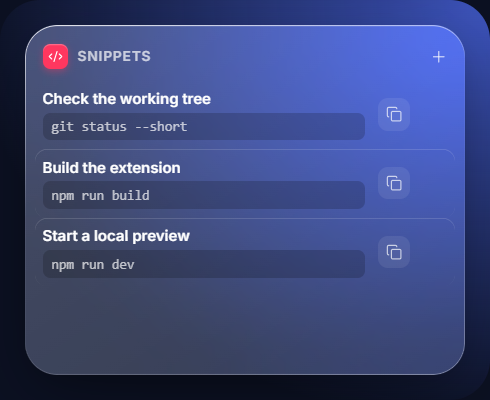 SNIPPETS
Check the working tree
git status --short
Build the extension
npm run build
Start a local preview
npm run dev